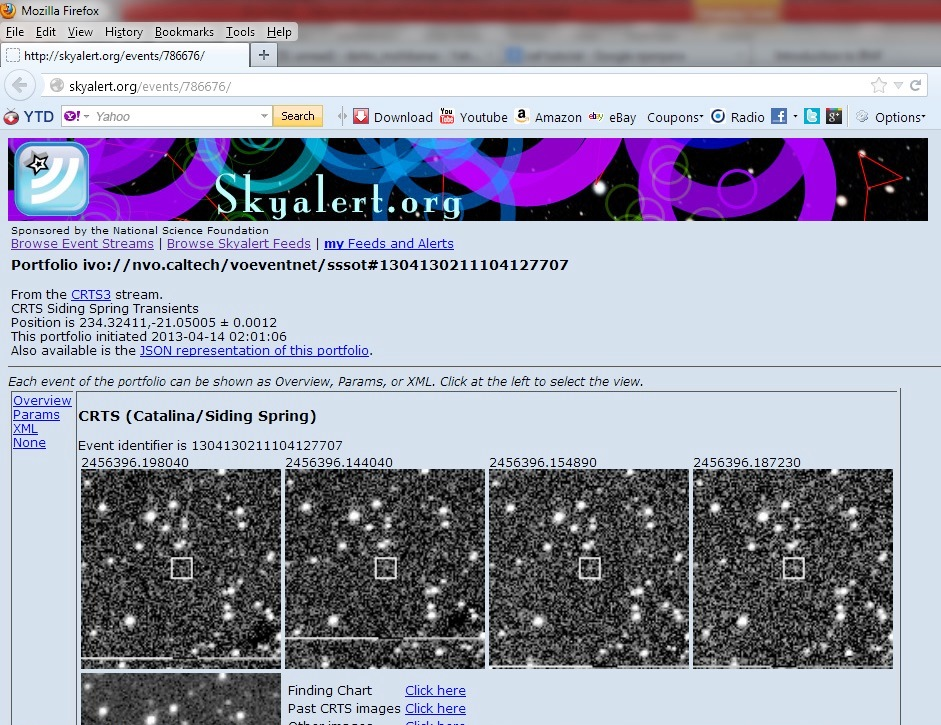 Mozilla Firefox
File Edit View History Bookmarks Tools Help
http://skyalert.org/events/786676/ +
skyalert.org/events/786676/
YTD Y! Yahoo Search Download You Tube Youtube a Amazon eby eBay Coupons Radio f g+ Options
Skyalert.org
Sponsored by the National Science Foundation
Browse Event Streams | Browse Skyalert Feeds | my Feeds and Alerts
Portfolio ivo://nvo.caltech/voeventnet/sssot#1304130211104127707
From the CRTS3 stream.
CRTS Siding Spring Transients
Position is 234.32411,-21.05005 ± 0.0012
This portfolio initiated 2013-04-14 02:01:06
Also available is the JSON representation of this portfolio.
Each event of the portfolio can be shown as Overview, Params, or XML. Click at the left to select the view.
Overview
Params
XML
None
CRTS (Catalina/Siding Spring)
Event identifier is 1304130211104127707
2456396.198040 2456396.144040 2456396.154890 2456396.187230
Finding Chart Click here
Past CRTS images Click here
Other images Click here